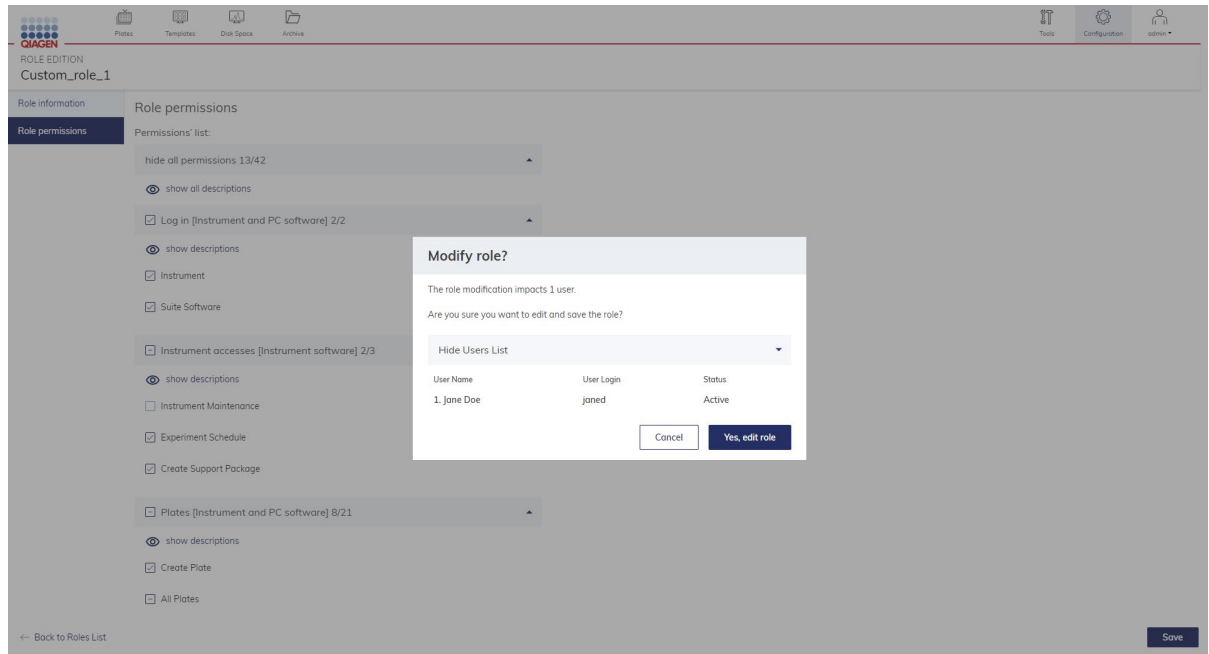 Plates
Templates
Disk Space
Archive
Tools
Configuration
admin
QIAGEN
ROLE EDITION
Custom_role_1
Role information
Role permissions
Role permissions
Permissions' list:
hide all permissions 13/42
show all descriptions
Log in [Instrument and PC software] 2/2
show descriptions
Instrument
Suite Software
Instrument accesses [Instrument software] 2/3
show descriptions
Instrument Maintenance
Experiment Schedule
Create Support Package
Plates [Instrument and PC software] 8/21
show descriptions
Create Plate
All Plates
Modify role?
The role modification impacts 1 user.
Are you sure you want to edit and save the role?
Hide Users List
User Name User Login Status
1. Jane Doe janed Active
Cancel Yes, edit role
← Back to Roles List
Save